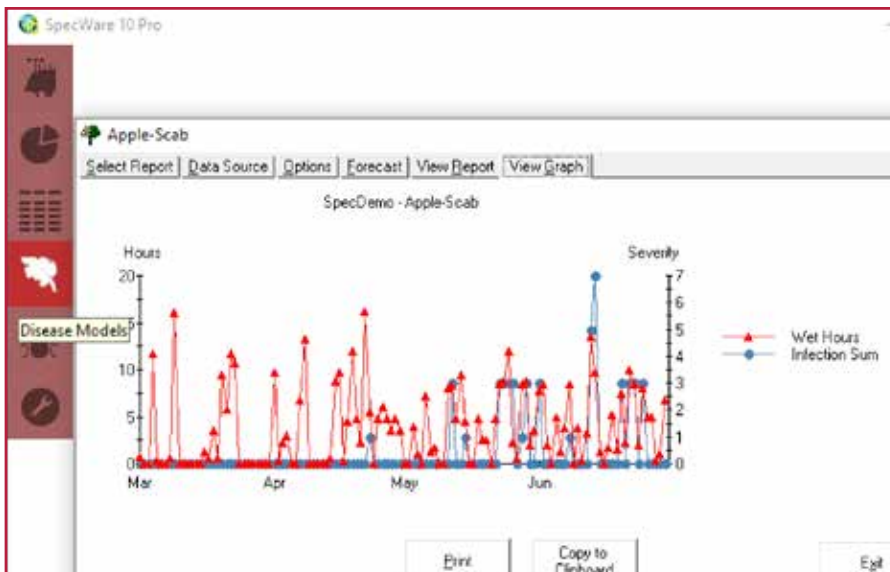 SpecWare 10 Pro
Apple-Scab
Select Report Data Source Options Forecast View Report View Graph
SpecDemo - Apple-Scab
Hours Severity
20 7
6
15 5
Disease Models
4
10
3
5 2
1
0 0
Mar Apr May Jun
Wet Hours
Infection Sum
Print Copy to Clipboard Exit